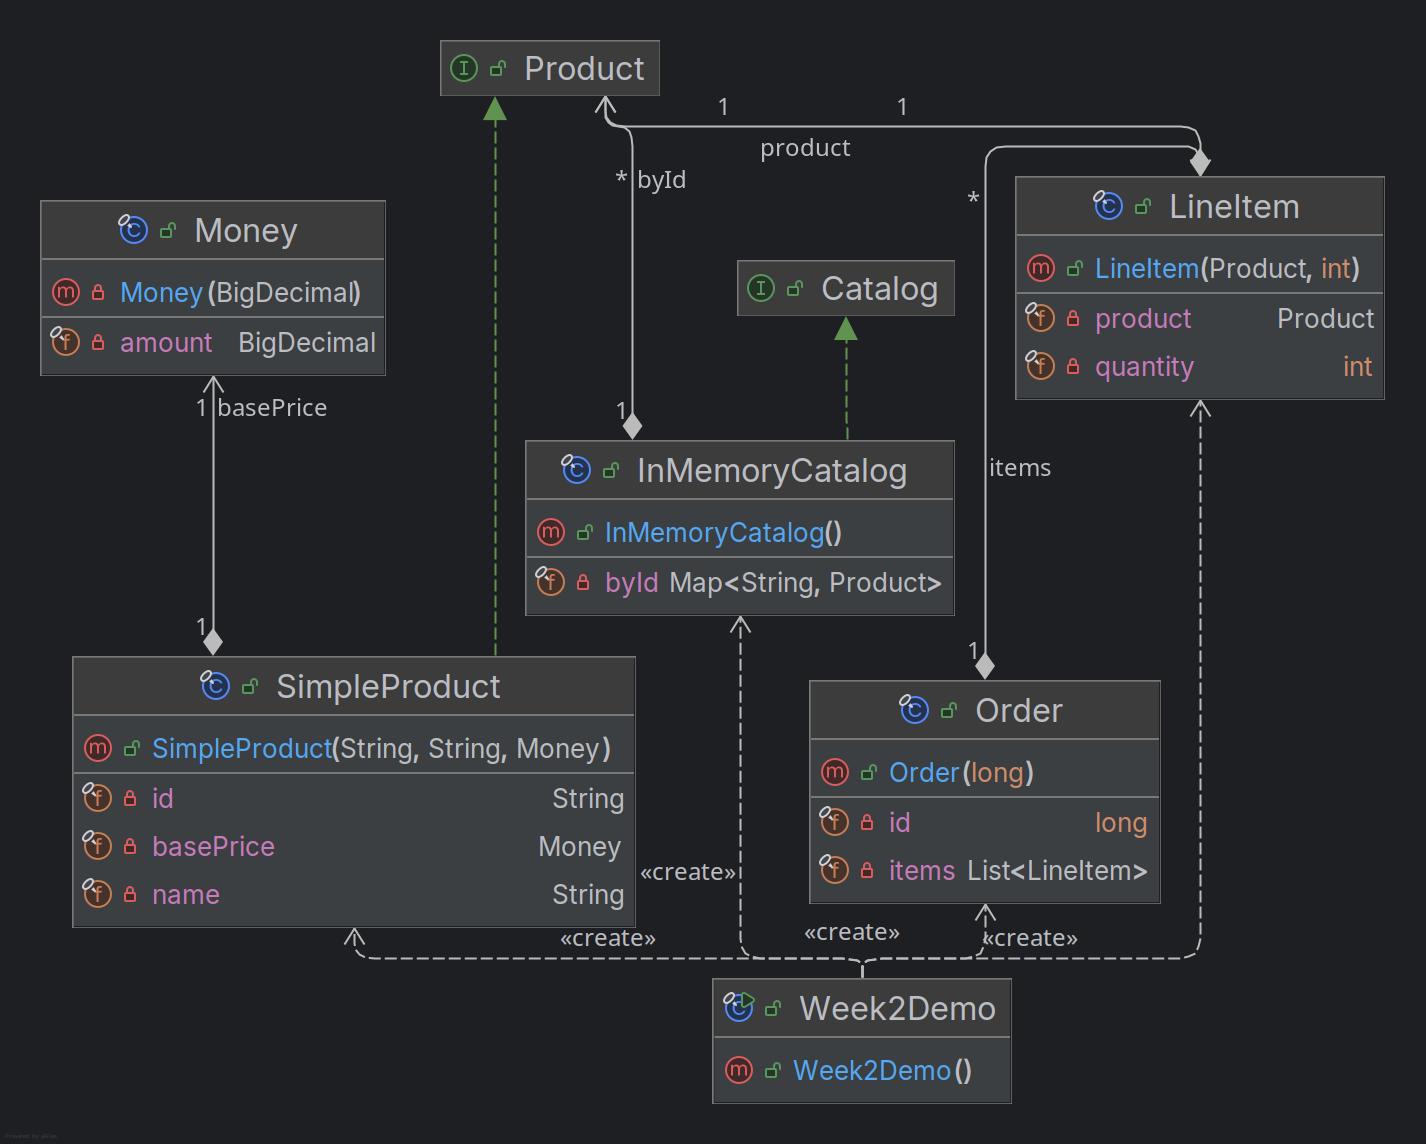 Product
1 1
product
* byId
*
Money
Money(BigDecimal)
amount BigDecimal
1 basePrice
LineItem
LineItem(Product, int)
product Product
quantity int
Catalog
1
items
InMemoryCatalog
InMemoryCatalog()
byId Map<String, Product>
1
SimpleProduct
SimpleProduct(String, String, Money)
id String
basePrice Money
name String
1
Order
Order(long)
id long
items List<LineItem>
«create»
«create»
«create»
«create»
Week2Demo
Week2Demo()